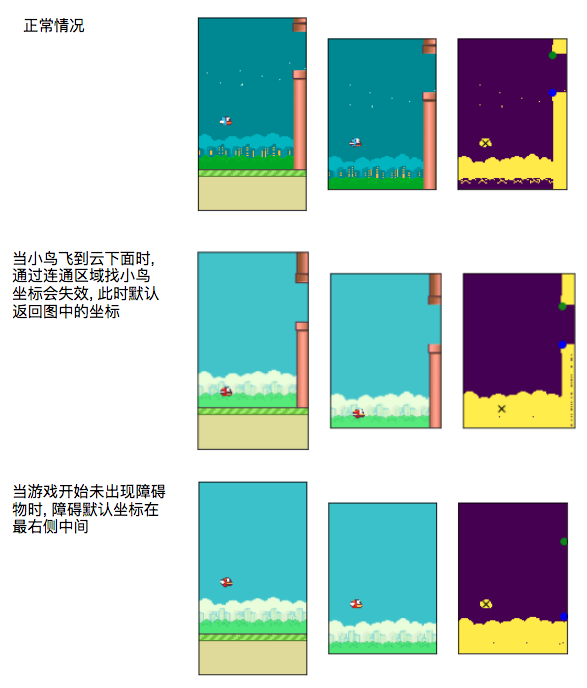 正常情况
当小鸟飞到云下面时,
通过连通区域找小鸟
坐标会失效, 此时默认
返回图中的坐标
当游戏开始未出现障碍
物时, 障碍默认坐标在
最右侧中间